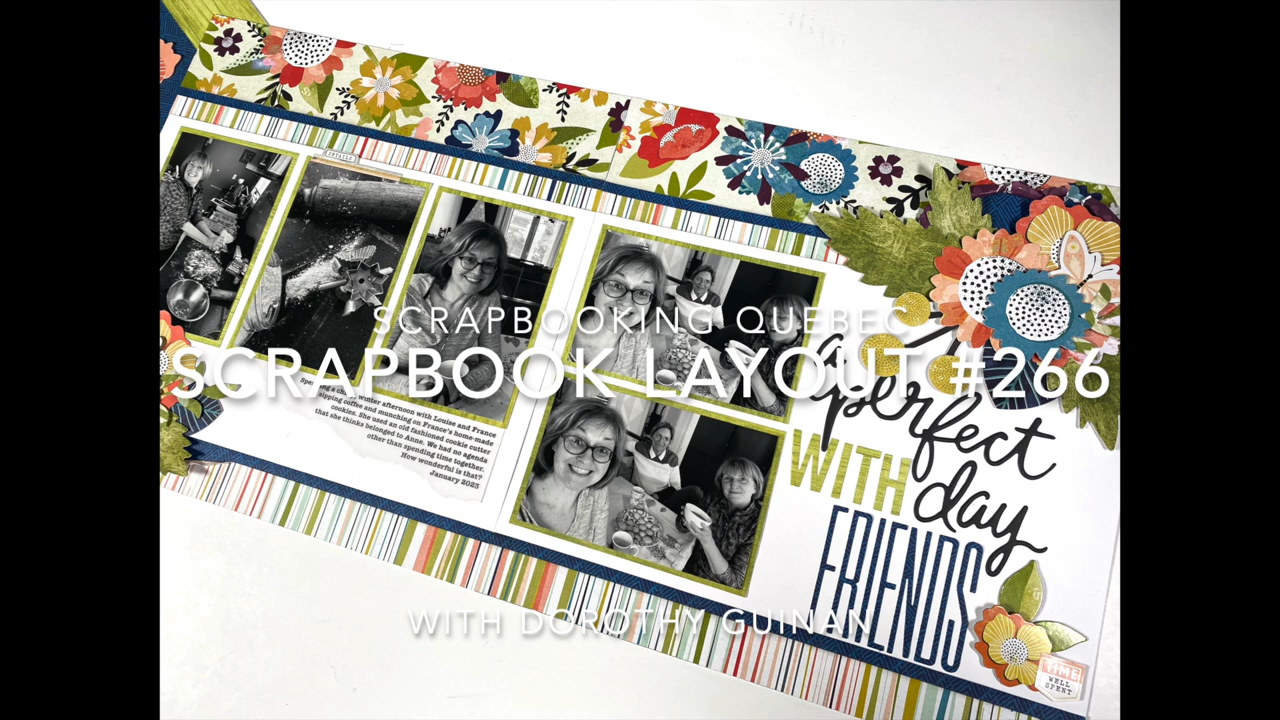 DETAILS
SCRAPBOOKING QUEBEC
SCRAPBOOK LAYOUT #266
Spending a chilly winter afternoon with Louise and France
sipping coffee and munching on France's home-made
cookies. She used an old fashioned cookie cutter
that she thinks belonged to Anne. We had no agenda
other than spending time together.
How wonderful is that?
January 2023
a perfect
WITH day
FRIENDS
WITH DOROTHY GUINAN
TIME
WELL
SPENT